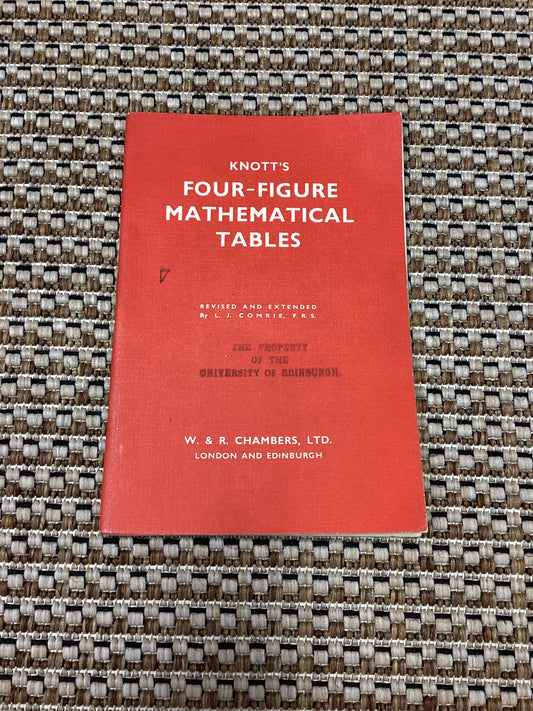 KNOTT'S
FOUR-FIGURE
MATHEMATICAL
TABLES
REVISED AND EXTENDED
By L. J. COMRIE, F.R.S.
THE PROPERTY
OF THE
UNIVERSITY OF EDINBURGH
W. & R. CHAMBERS, LTD.
LONDON AND EDINBURGH